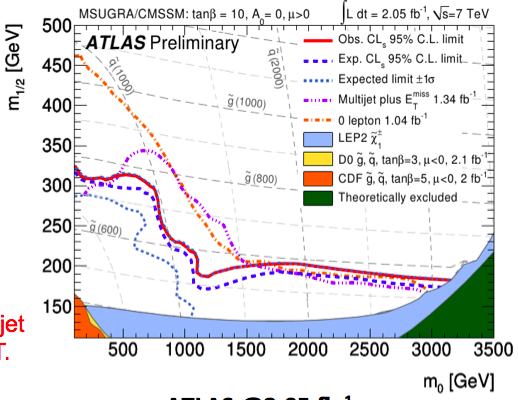 MSUGRA/CMSSM: tanβ = 10, A₀= 0, μ>0 ∫L dt = 2.05 fb⁻¹, √s=7 TeV
ATLAS Preliminary
Obs. CLₛ 95% C.L. limit
Exp. CLₛ 95% C.L. limit
Expected limit ±1σ
Multijet plus E_T^miss 1.34 fb⁻¹
0 lepton 1.04 fb⁻¹
LEP2 χ̃₁^±
D0 g̃, q̃, tanβ=3, μ<0, 2.1 fb⁻¹
CDF g̃, q̃, tanβ=5, μ<0, 2 fb⁻¹
Theoretically excluded
q̃ (1000)
q̃ (2000)
g̃ (1000)
g̃ (800)
g̃ (600)
m₁/₂ [GeV]
500
450
400
350
300
250
200
150
500 1000 1500 2000 2500 3000 3500
m₀ [GeV]
jet
T.